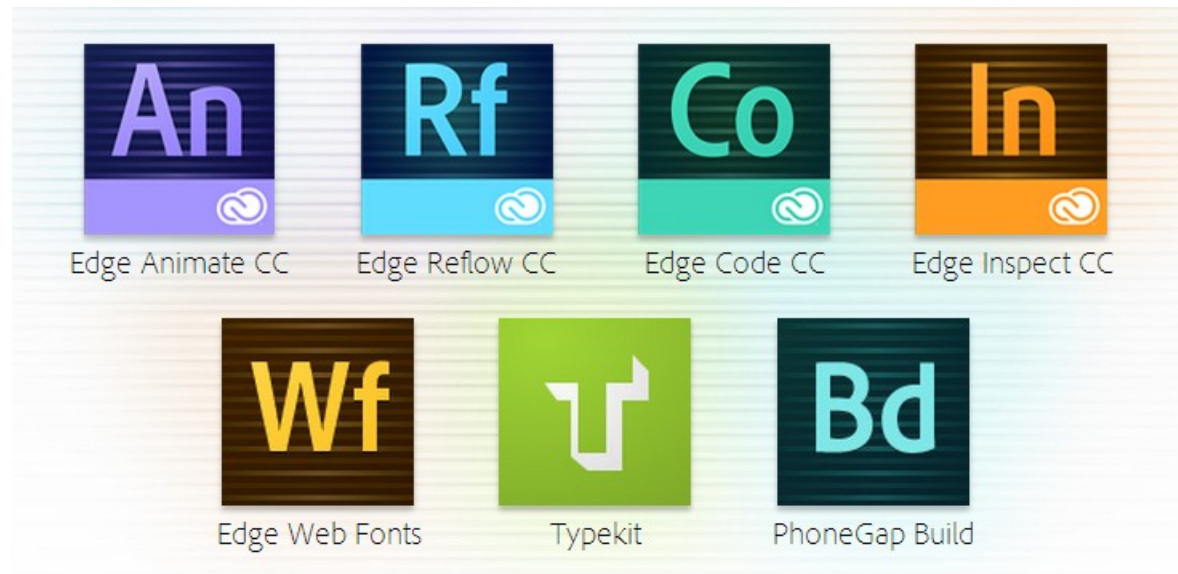 An Rf Co In
Edge Animate CC Edge Reflow CC Edge Code CC Edge Inspect CC
Wf Bd
Edge Web Fonts Typekit PhoneGap Build